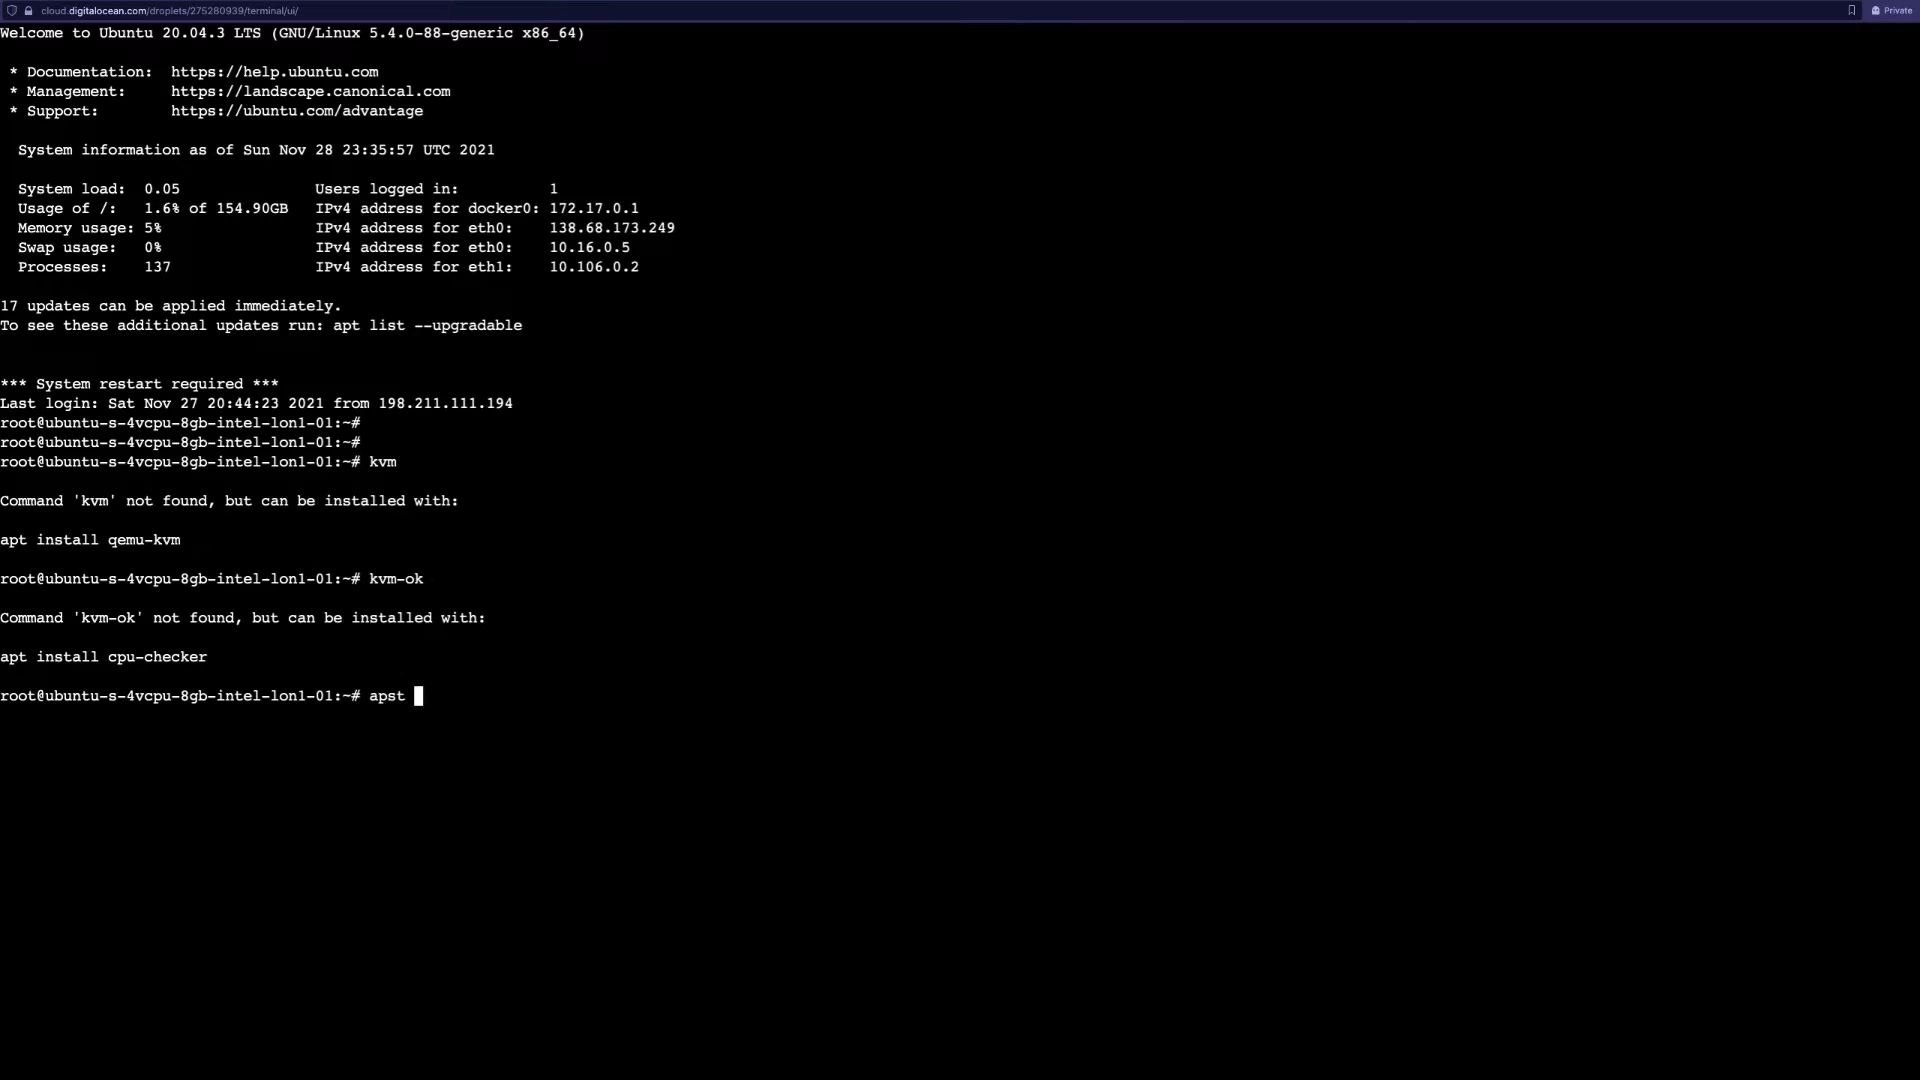 cloud.digitalocean.com/droplets/275280939/terminal/ui/
Private
Welcome to Ubuntu 20.04.3 LTS (GNU/Linux 5.4.0-88-generic x86_64)
* Documentation: https://help.ubuntu.com
* Management: https://landscape.canonical.com
* Support: https://ubuntu.com/advantage
System information as of Sun Nov 28 23:35:57 UTC 2021
System load: 0.05 Users logged in: 1
Usage of /: 1.6% of 154.90GB IPv4 address for docker0: 172.17.0.1
Memory usage: 5% IPv4 address for eth0: 138.68.173.249
Swap usage: 0% IPv4 address for eth0: 10.16.0.5
Processes: 137 IPv4 address for eth1: 10.106.0.2
17 updates can be applied immediately.
To see these additional updates run: apt list --upgradable
*** System restart required ***
Last login: Sat Nov 27 20:44:23 2021 from 198.211.111.194
root@ubuntu-s-4vcpu-8gb-intel-lon1-01:~#
root@ubuntu-s-4vcpu-8gb-intel-lon1-01:~#
root@ubuntu-s-4vcpu-8gb-intel-lon1-01:~# kvm
Command 'kvm' not found, but can be installed with:
apt install qemu-kvm
root@ubuntu-s-4vcpu-8gb-intel-lon1-01:~# kvm-ok
Command 'kvm-ok' not found, but can be installed with:
apt install cpu-checker
root@ubuntu-s-4vcpu-8gb-intel-lon1-01:~# apst